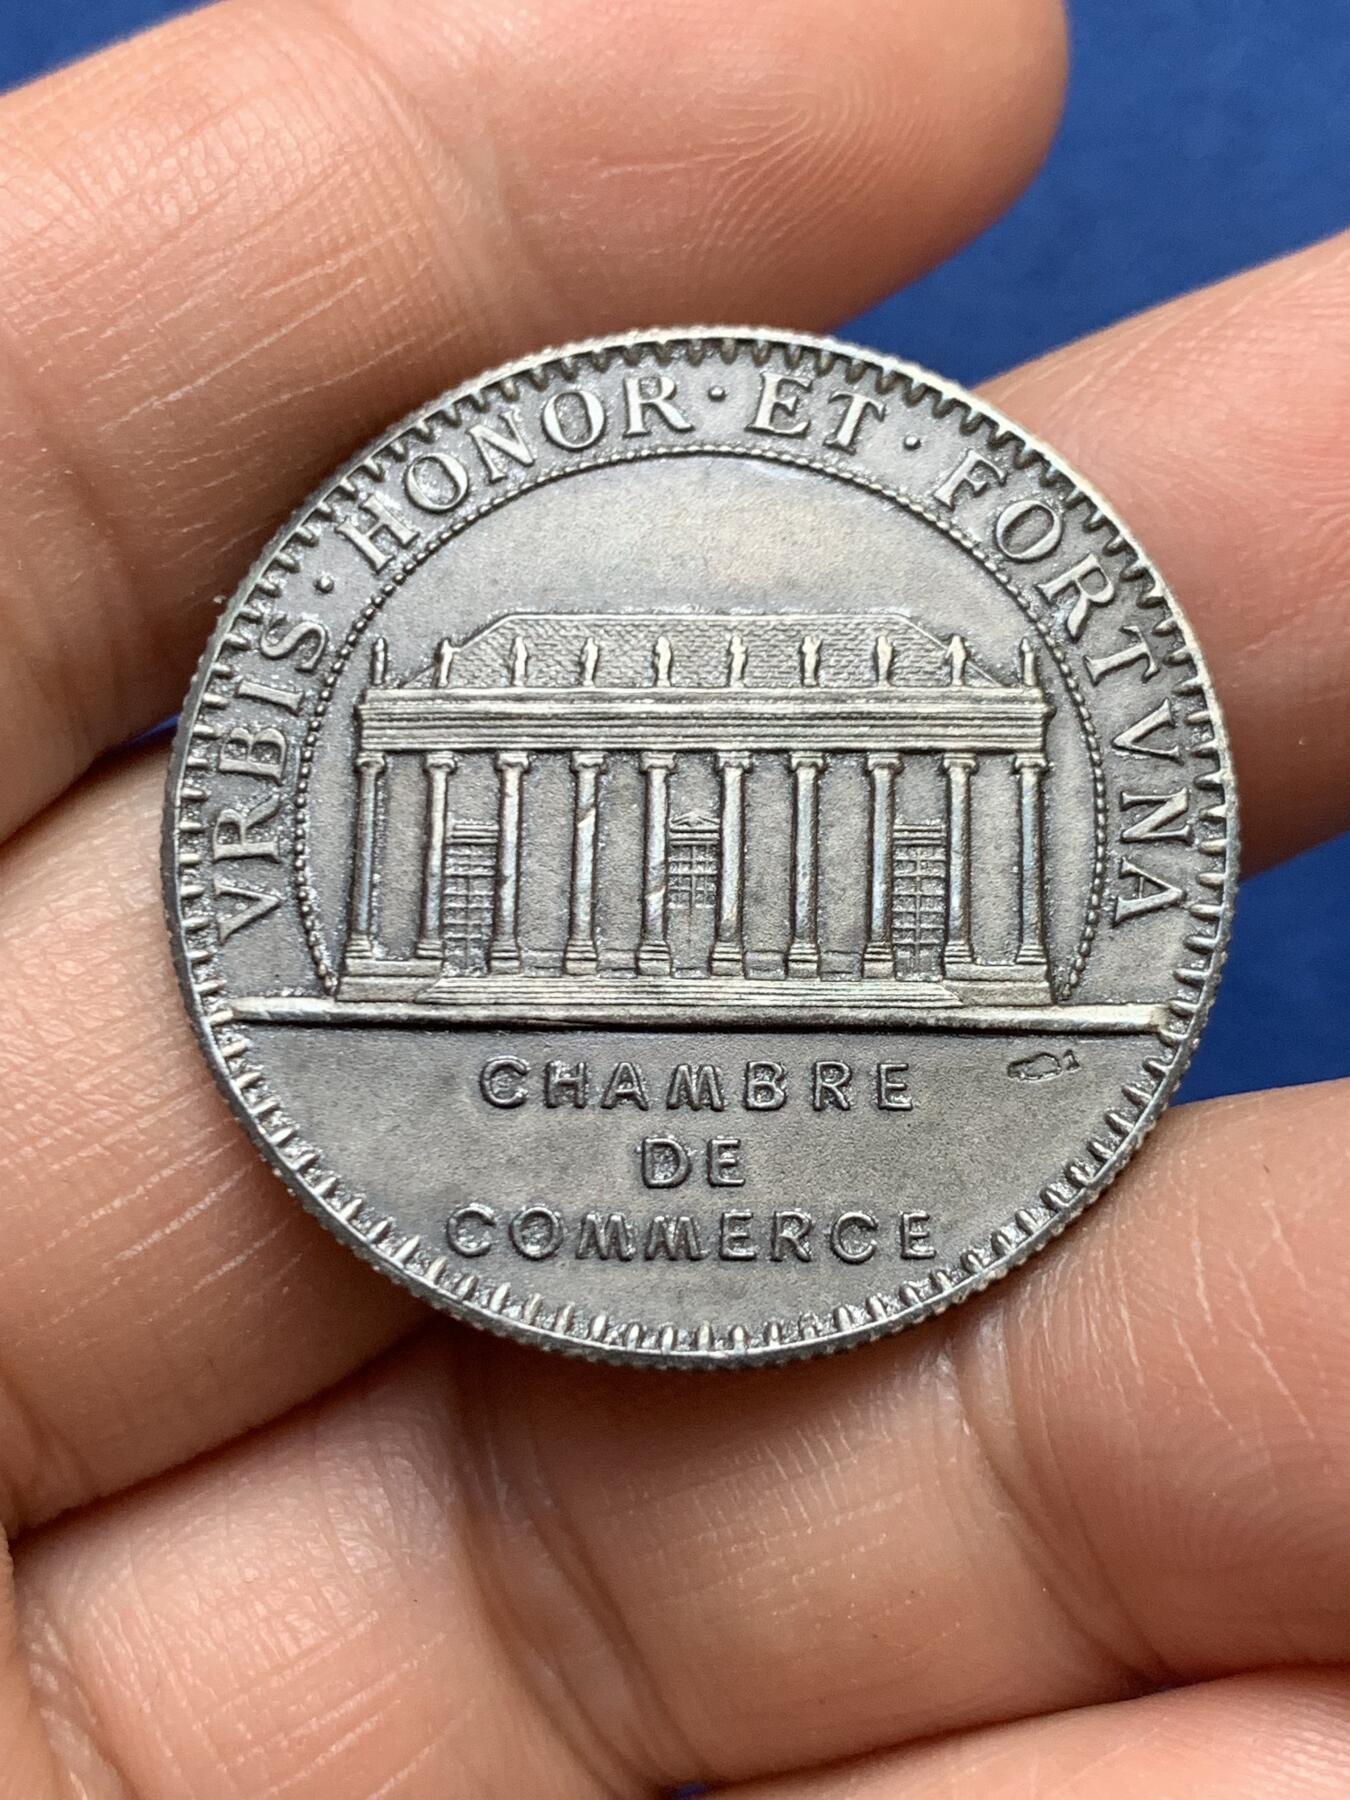 VRBIS · HONOR · ET · FORTVNA
CHAMBRE
DE
COMMERCE